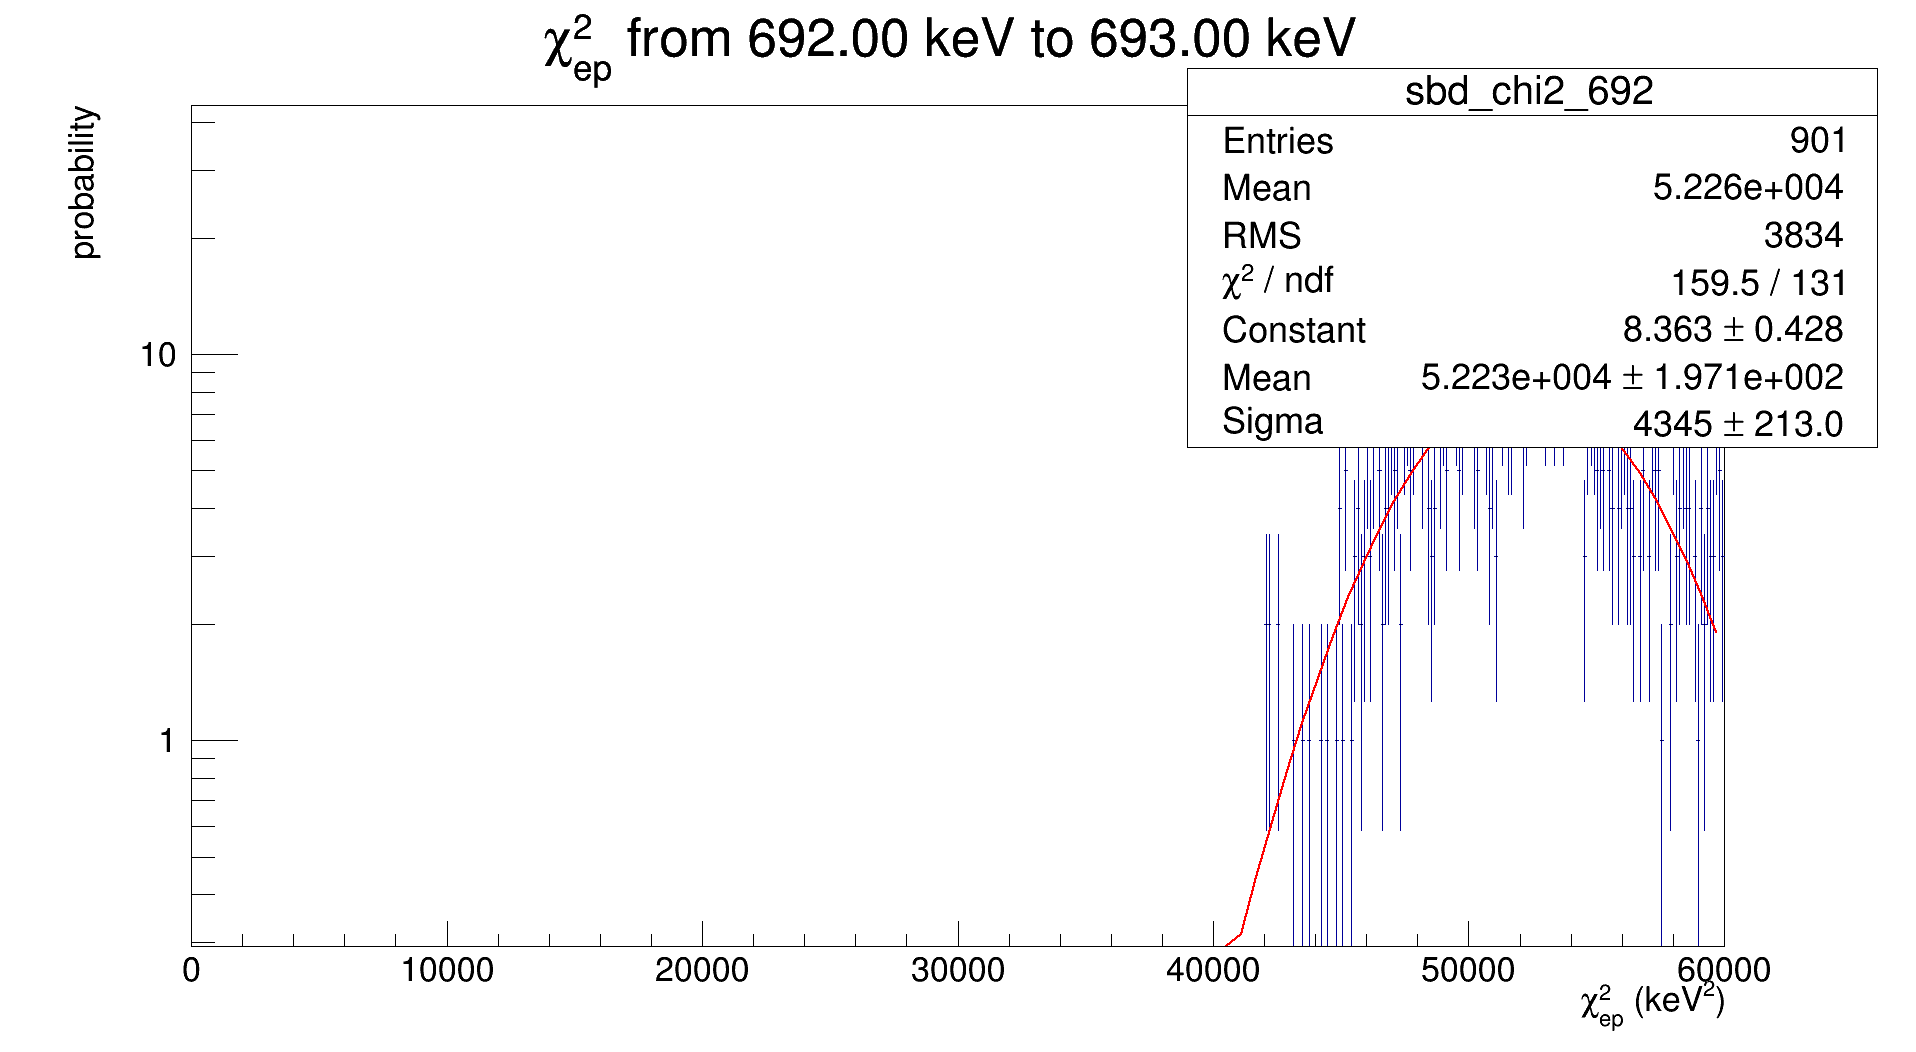 χ²ep from 692.00 keV to 693.00 keV
probability
sbd_chi2_692
Entries 901
Mean 5.226e+004
RMS 3834
χ² / ndf 159.5 / 131
Constant 8.363 ± 0.428
Mean 5.223e+004 ± 1.971e+002
Sigma 4345 ± 213.0
10
1
0 10000 20000 30000 40000 50000 60000
χ²ep (keV²)